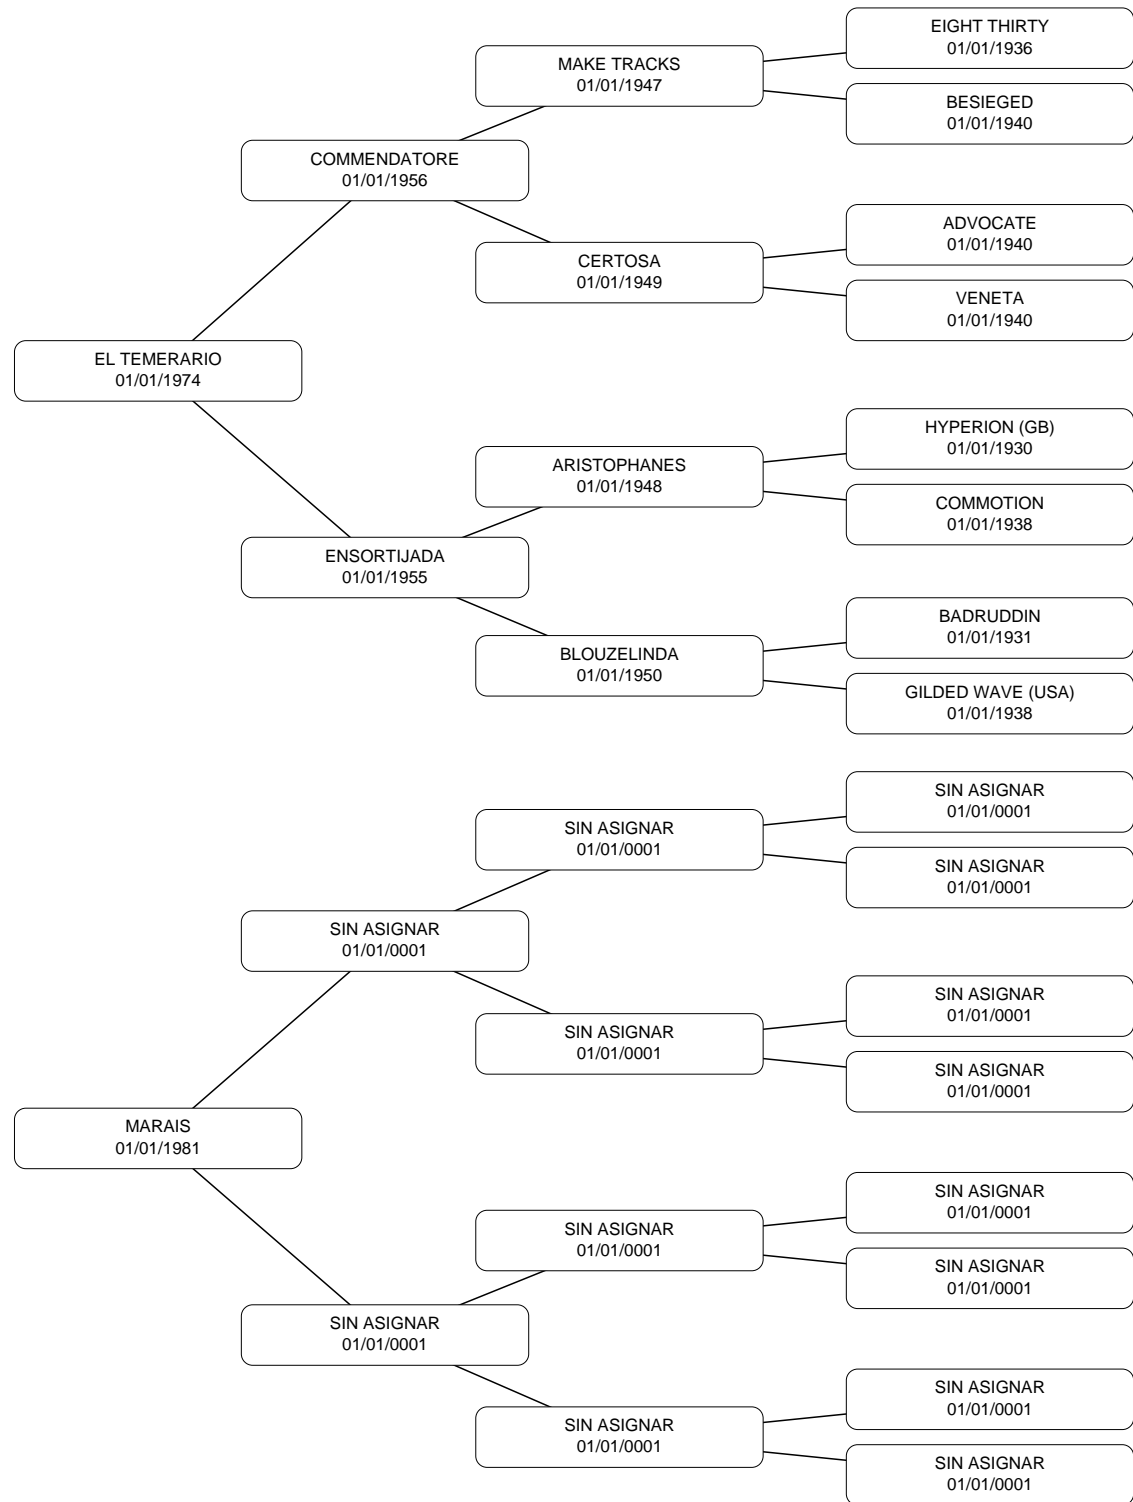 EIGHT THIRTY
01/01/1936
MAKE TRACKS
01/01/1947
BESIEGED
01/01/1940
COMMENDATORE
01/01/1956
ADVOCATE
01/01/1940
CERTOSA
01/01/1949
VENETA
01/01/1940
EL TEMERARIO
01/01/1974
HYPERION (GB)
01/01/1930
ARISTOPHANES
01/01/1948
COMMOTION
01/01/1938
ENSORTIJADA
01/01/1955
BADRUDDIN
01/01/1931
BLOUZELINDA
01/01/1950
GILDED WAVE (USA)
01/01/1938
SIN ASIGNAR
01/01/0001
SIN ASIGNAR
01/01/0001
SIN ASIGNAR
01/01/0001
SIN ASIGNAR
01/01/0001
SIN ASIGNAR
01/01/0001
SIN ASIGNAR
01/01/0001
SIN ASIGNAR
01/01/0001
MARAIS
01/01/1981
SIN ASIGNAR
01/01/0001
SIN ASIGNAR
01/01/0001
SIN ASIGNAR
01/01/0001
SIN ASIGNAR
01/01/0001
SIN ASIGNAR
01/01/0001
SIN ASIGNAR
01/01/0001
SIN ASIGNAR
01/01/0001